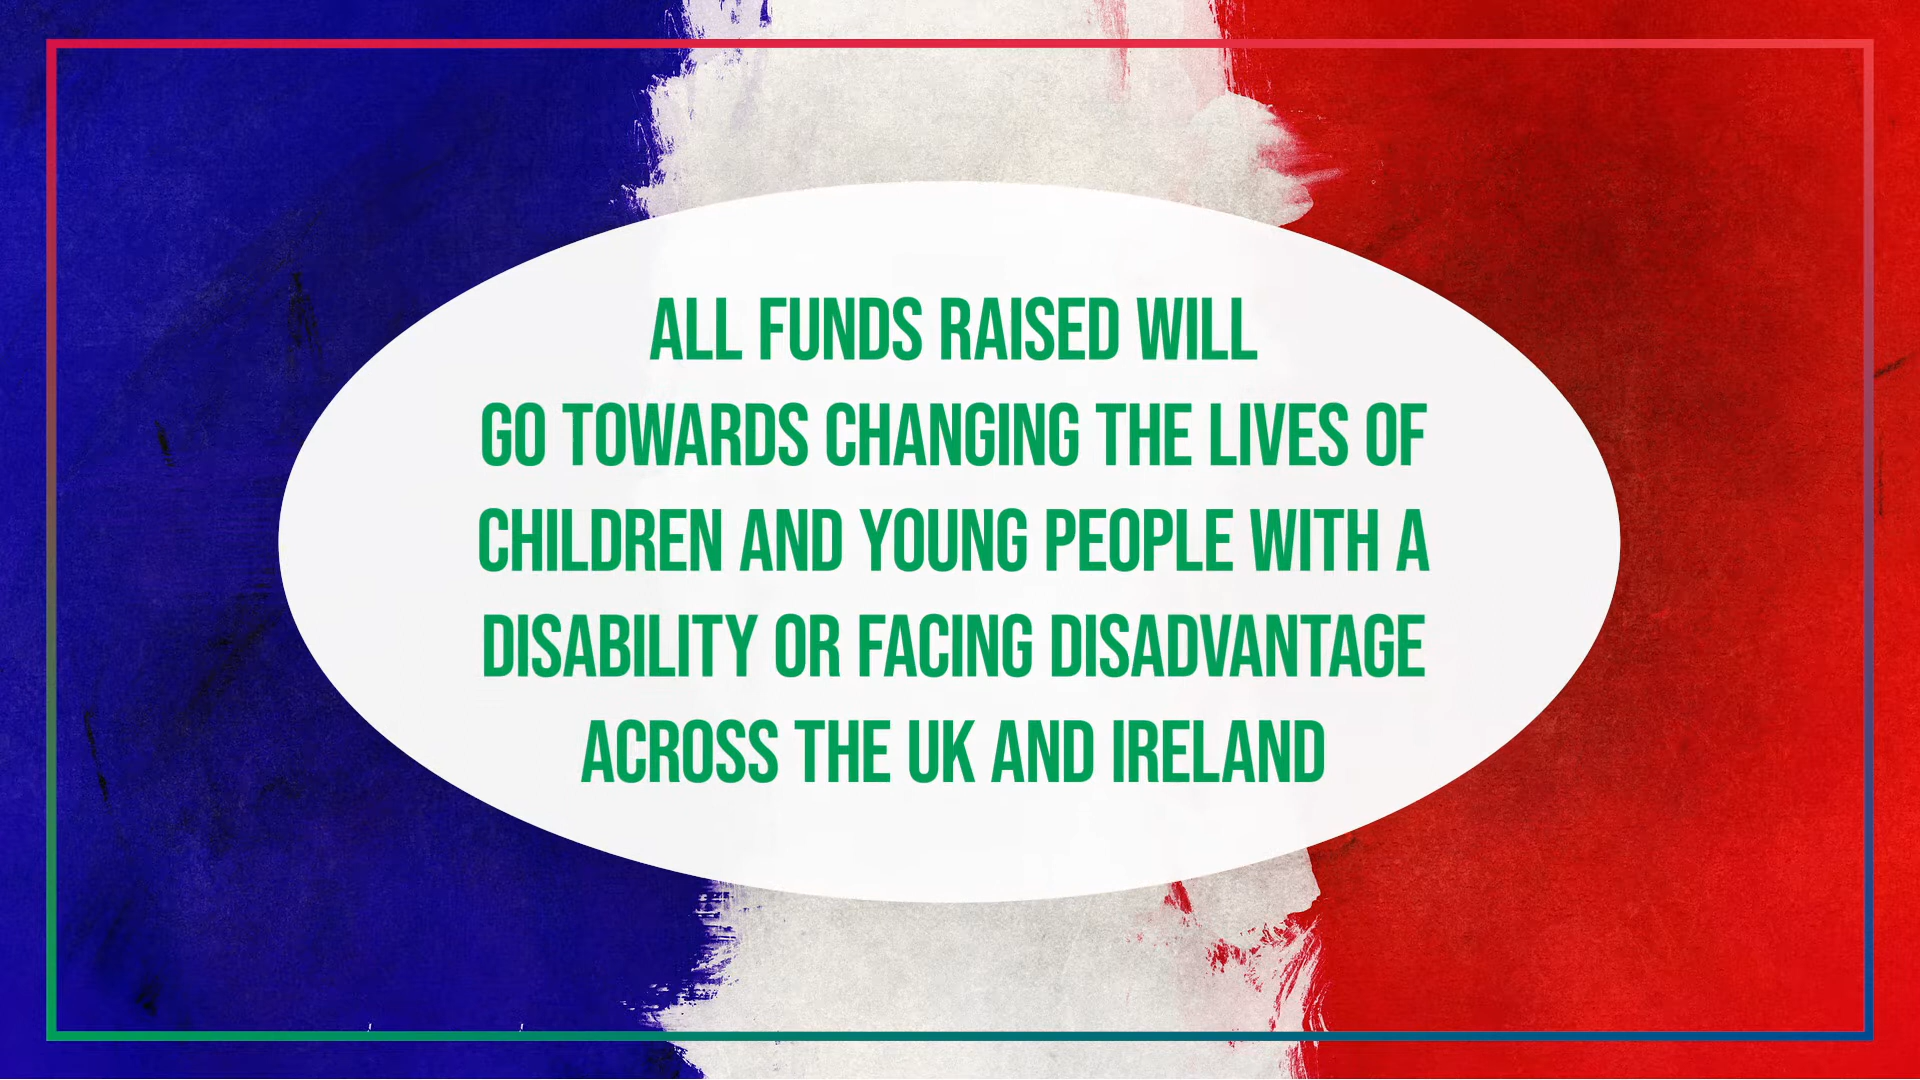 ALL FUNDS RAISED WILL
GO TOWARDS CHANGING THE LIVES OF
CHILDREN AND YOUNG PEOPLE WITH A
DISABILITY OR FACING DISADVANTAGE
ACROSS THE UK AND IRELAND